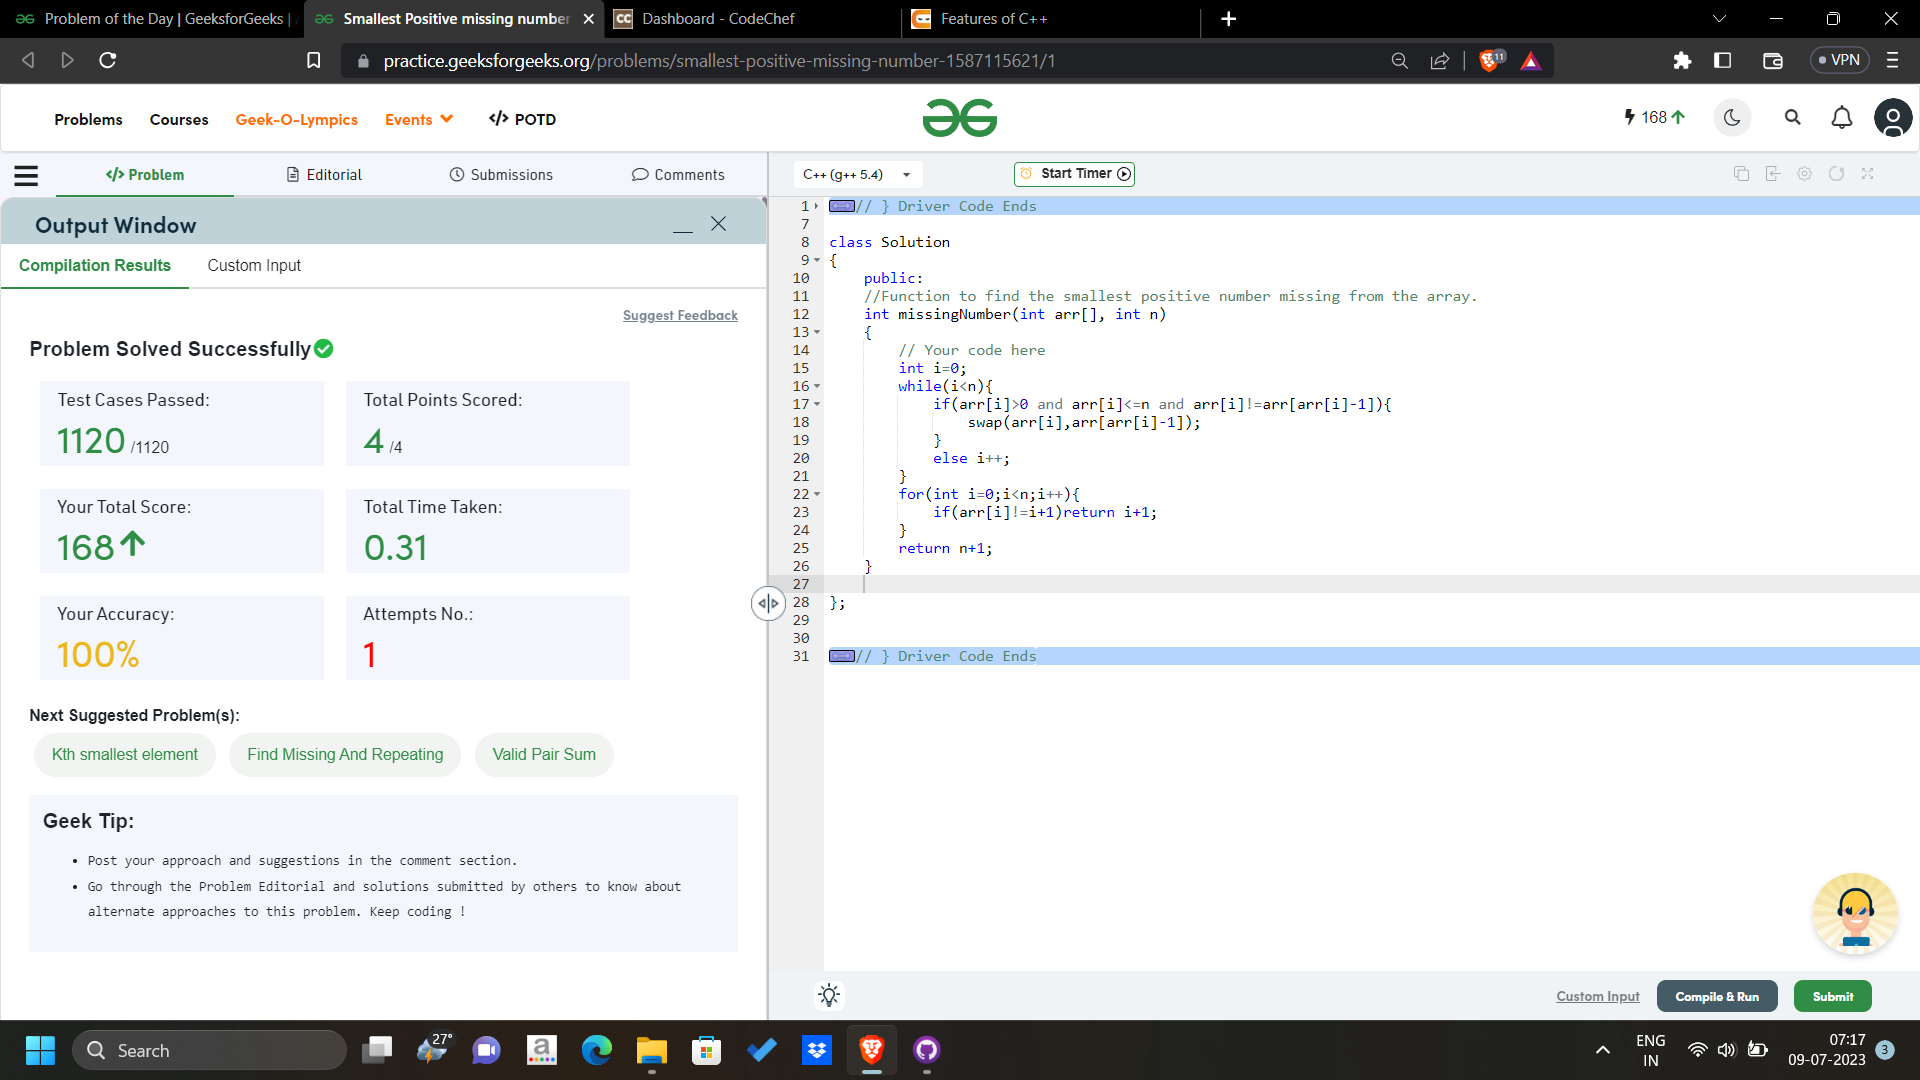 Problem of the Day | GeeksforGeeks |
Smallest Positive missing number
CC Dashboard - CodeChef
Features of C++
practice.geeksforgeeks.org/problems/smallest-positive-missing-number-1587115621/1
11
VPN
Problems
Courses
Geek-O-Lympics
Events
</> POTD
168
</> Problem
Editorial
Submissions
Comments
C++ (g++ 5.4)
Start Timer
Output Window
Compilation Results
Custom Input
Suggest Feedback
Problem Solved Successfully
Test Cases Passed:
1120 /1120
Total Points Scored:
4 /4
Your Total Score:
168
Total Time Taken:
0.31
Your Accuracy:
100%
Attempts No.:
1
Next Suggested Problem(s):
Kth smallest element
Find Missing And Repeating
Valid Pair Sum
Geek Tip:
• Post your approach and suggestions in the comment section.
• Go through the Problem Editorial and solutions submitted by others to know about
alternate approaches to this problem. Keep coding !
1 // } Driver Code Ends
7
8 class Solution
9 {
10 public:
11 //Function to find the smallest positive number missing from the array.
12 int missingNumber(int arr[], int n)
13 {
14 // Your code here
15 int i=0;
16 while(i<n){
17 if(arr[i]>0 and arr[i]<=n and arr[i]!=arr[arr[i]-1]){
18 swap(arr[i],arr[arr[i]-1]);
19 }
20 else i++;
21 }
22 for(int i=0;i<n;i++){
23 if(arr[i]!=i+1)return i+1;
24 }
25 return n+1;
26 }
27
28 };
29
30
31 // } Driver Code Ends
Custom Input
Compile & Run
Submit
Search
27°
a
ENG
IN
07:17
09-07-2023
3